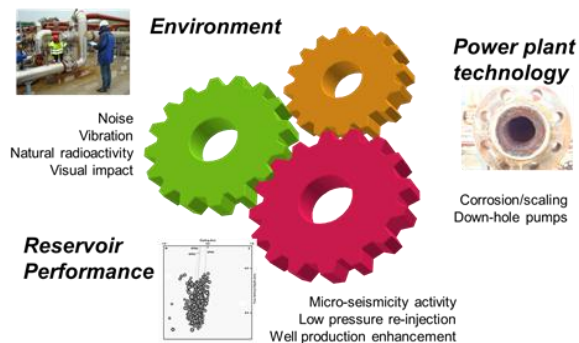 Environment
Noise
Vibration
Natural radioactivity
Visual impact
Power plant
technology
Corrosion/scaling
Down-hole pumps
Reservoir
Performance
Micro-seismicity activity
Low pressure re-injection
Well production enhancement